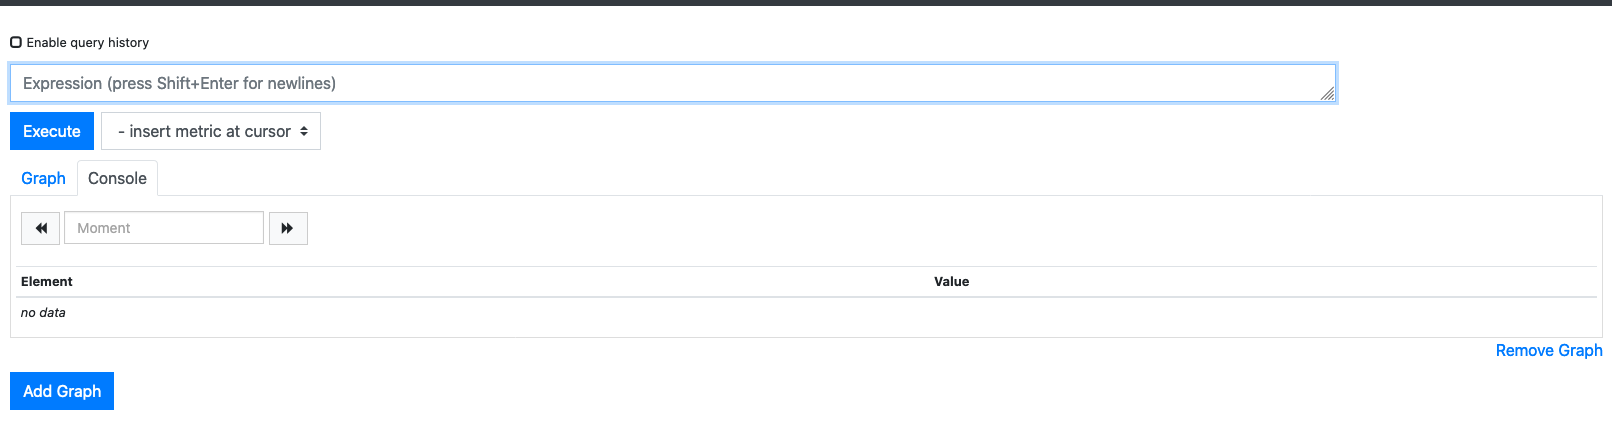 Enable query history
Expression (press Shift+Enter for newlines)
Execute
- insert metric at cursor
Graph
Console
Moment
Element Value
no data
Remove Graph
Add Graph